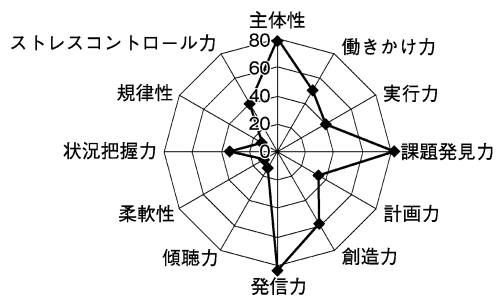 主体性
80
ストレスコントロール力
働きかけ力
60
規律性
40
実行力
20
状況把握力
0
課題発見力
柔軟性
計画力
傾聴力
創造力
発信力